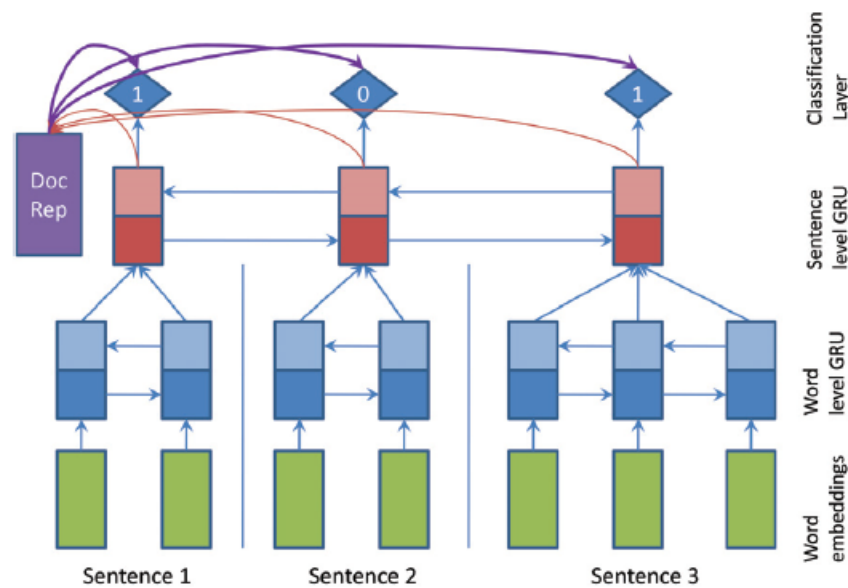 1
0
1
Classification
Layer
Doc
Rep
Sentence
level GRU
Word
level GRU
Word
embeddings
Sentence 1
Sentence 2
Sentence 3